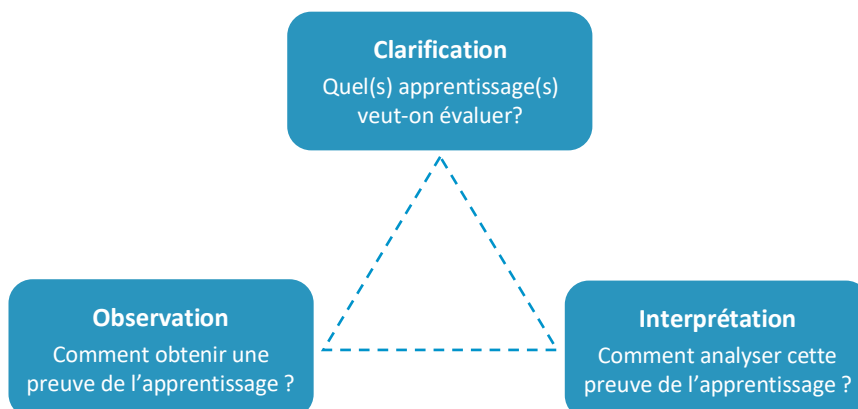 Clarification
Quel(s) apprentissage(s)
veut-on évaluer?
Observation
Comment obtenir une
preuve de l’apprentissage ?
Interprétation
Comment analyser cette
preuve de l’apprentissage ?